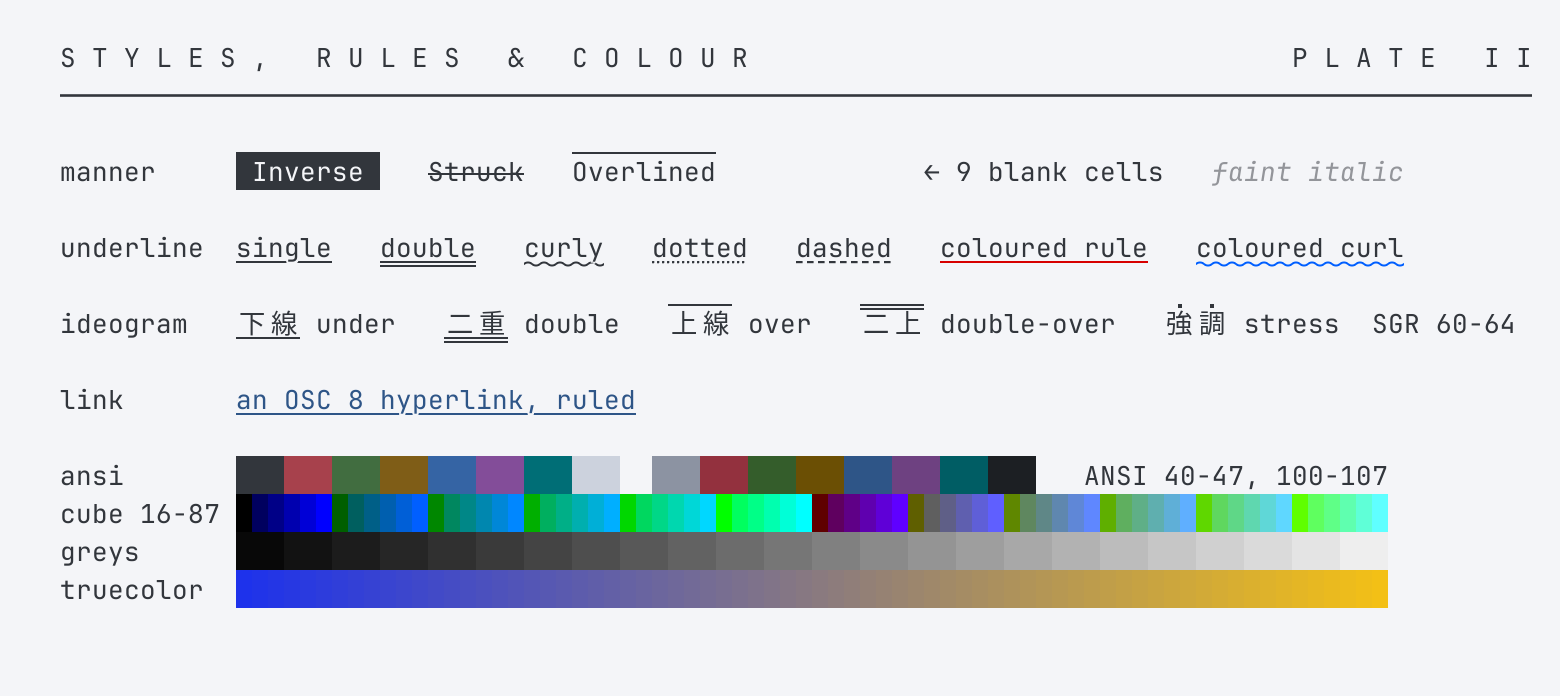 STYLES, RULES & COLOUR PLATE II
manner Inverse Struck Overlined ← 9 blank cells faint italic
underline single double curly dotted dashed coloured rule coloured curl
ideogram 下線 under 二重 double 上線 over 二上 double-over 強調 stress SGR 60-64
link an OSC 8 hyperlink, ruled
ansi ANSI 40-47, 100-107
cube 16-87
greys
truecolor